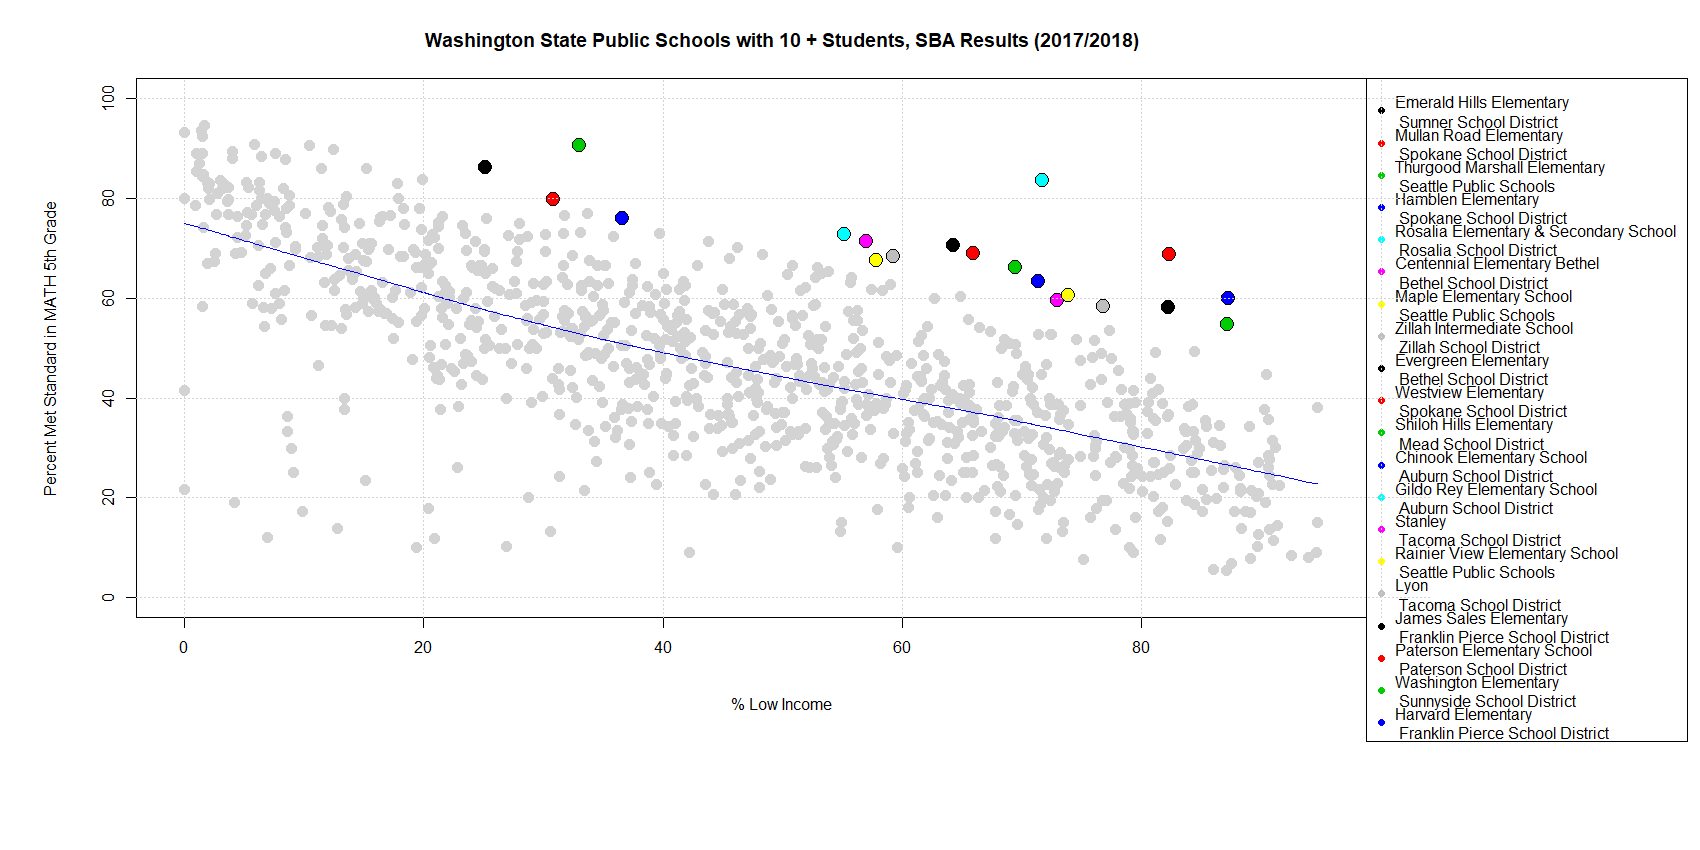 Washington State Public Schools with 10 + Students, SBA Results (2017/2018)
Percent Met Standard in MATH 5th Grade
100
80
60
40
20
0
0 20 40 60 80
% Low Income
Emerald Hills Elementary
Sumner School District
Mullan Road Elementary
Spokane School District
Thurgood Marshall Elementary
Seattle Public Schools
Hamblen Elementary
Spokane School District
Rosalia Elementary & Secondary School
Rosalia School District
Centennial Elementary Bethel
Bethel School District
Maple Elementary School
Seattle Public Schools
Zillah Intermediate School
Zillah School District
Evergreen Elementary
Bethel School District
Westview Elementary
Spokane School District
Shiloh Hills Elementary
Mead School District
Chinook Elementary School
Auburn School District
Gildo Rey Elementary School
Auburn School District
Stanley
Tacoma School District
Rainier View Elementary School
Seattle Public Schools
Lyon
Tacoma School District
James Sales Elementary
Franklin Pierce School District
Paterson Elementary School
Paterson School District
Washington Elementary
Sunnyside School District
Harvard Elementary
Franklin Pierce School District